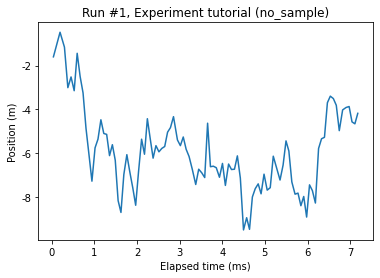 Run #1, Experiment tutorial (no_sample)
Position (m)
-2
-4
-6
-8
0 1 2 3 4 5 6 7
Elapsed time (ms)